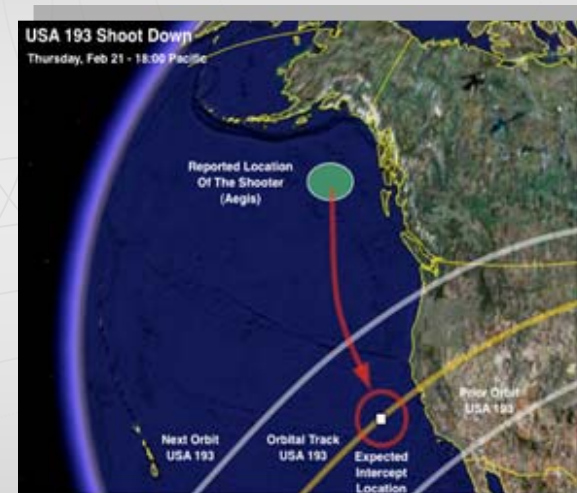 USA 193 Shoot Down
Thursday, Feb 21 - 18:00 Pacific
Reported Location
Of The Shooter
(Aegis)
Prior Orbit
USA 193
Next Orbit
USA 193
Orbital Track
USA 193
Expected
Intercept
Location